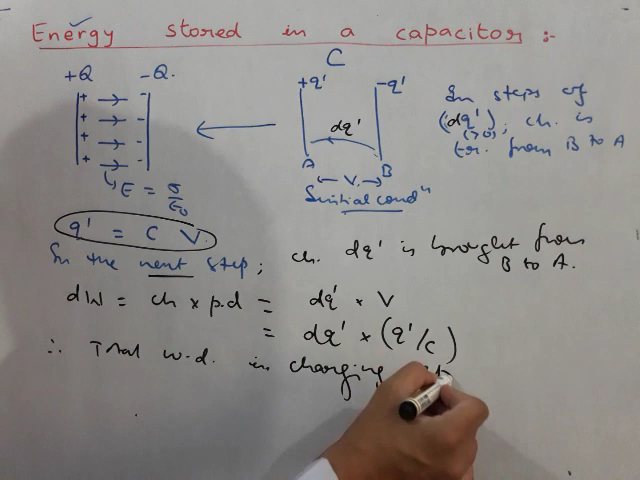 Energy stored in a capacitor :-
+Q -Q.
+ -
+ -
+ -
+ -
E = σ/ε₀
C
+q' -q'
dq'
A B
← V. →
Initial condⁿ
In steps of
(dq'), ch. is
(>0)
tr. from B to A
q' = C V.
In the next step; ch. dq' is brought from
B to A.
dW = ch × p.d = dq' × V
= dq' × (q'/c)
∴ Total w.d. in charging